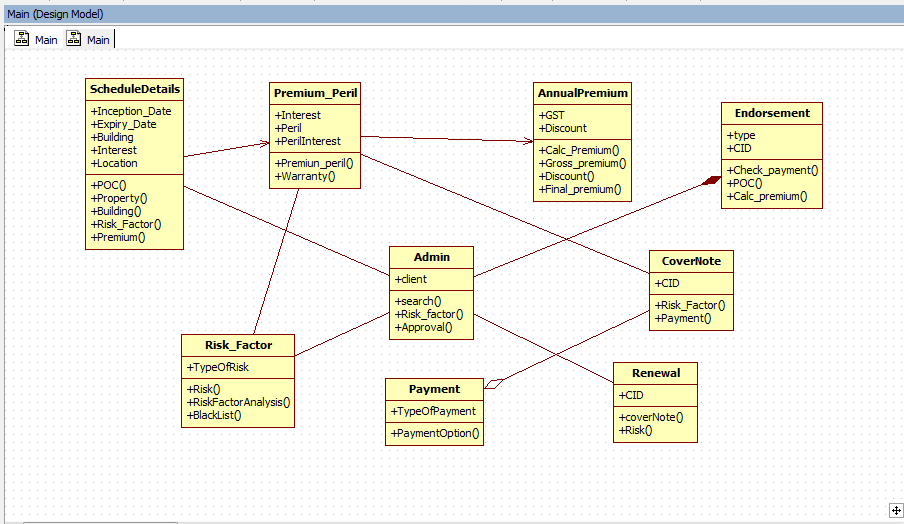 Main (Design Model)
Main
Main
ScheduleDetails
+Inception_Date
+Expiry_Date
+Building
+Interest
+Location
+POC()
+Property()
+Building()
+Risk_Factor()
+Premium()
Premium_Peril
+Interest
+Peril
+PerilInterest
+Premiun_peril()
+Warranty()
AnnualPremium
+GST
+Discount
+Calc_Premium()
+Gross_premium()
+Discount()
+Final_premium()
Endorsement
+type
+CID
+Check_payment()
+POC()
+Calc_premium()
Admin
+client
+search()
+Risk_factor()
+Approval()
CoverNote
+CID
+Risk_Factor()
+Payment()
Risk_Factor
+TypeOfRisk
+Risk()
+RiskFactorAnalysis()
+BlackList()
Payment
+TypeOfPayment
+PaymentOption()
Renewal
+CID
+coverNote()
+Risk()